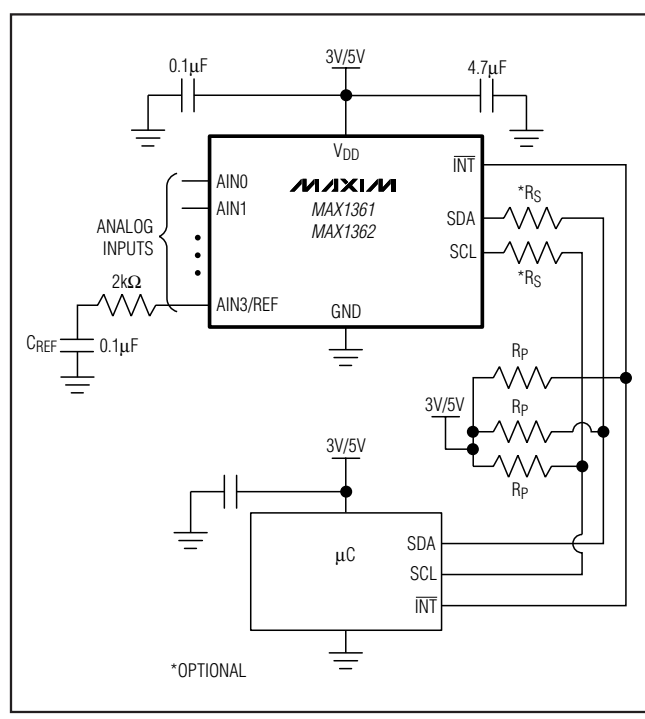 3V/5V
0.1μF
4.7μF
VDD
INT
AIN0
MAXIM
*RS
AIN1
MAX1361
SDA
ANALOG
INPUTS
MAX1362
SCL
2kΩ
*RS
AIN3/REF
GND
CREF
0.1μF
RP
3V/5V
RP
3V/5V
RP
SDA
μC
SCL
INT
*OPTIONAL